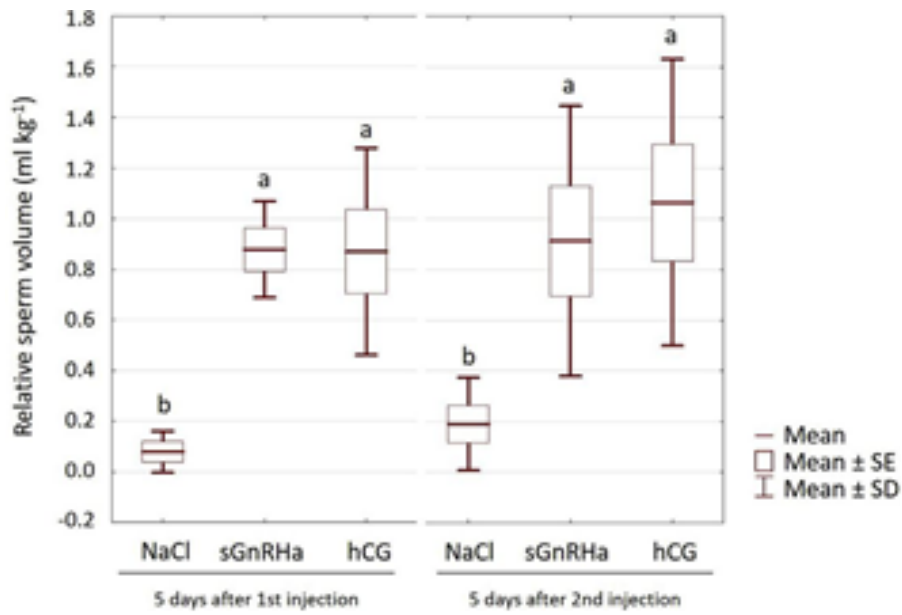 Relative sperm volume (ml kg⁻¹)
1.8
1.6
1.4
1.2
1.0
0.8
0.6
0.4
0.2
0.0
-0.2
b
a
a
b
a
a
NaCl sGnRHa hCG NaCl sGnRHa hCG
5 days after 1st injection 5 days after 2nd injection
Mean
Mean ± SE
Mean ± SD